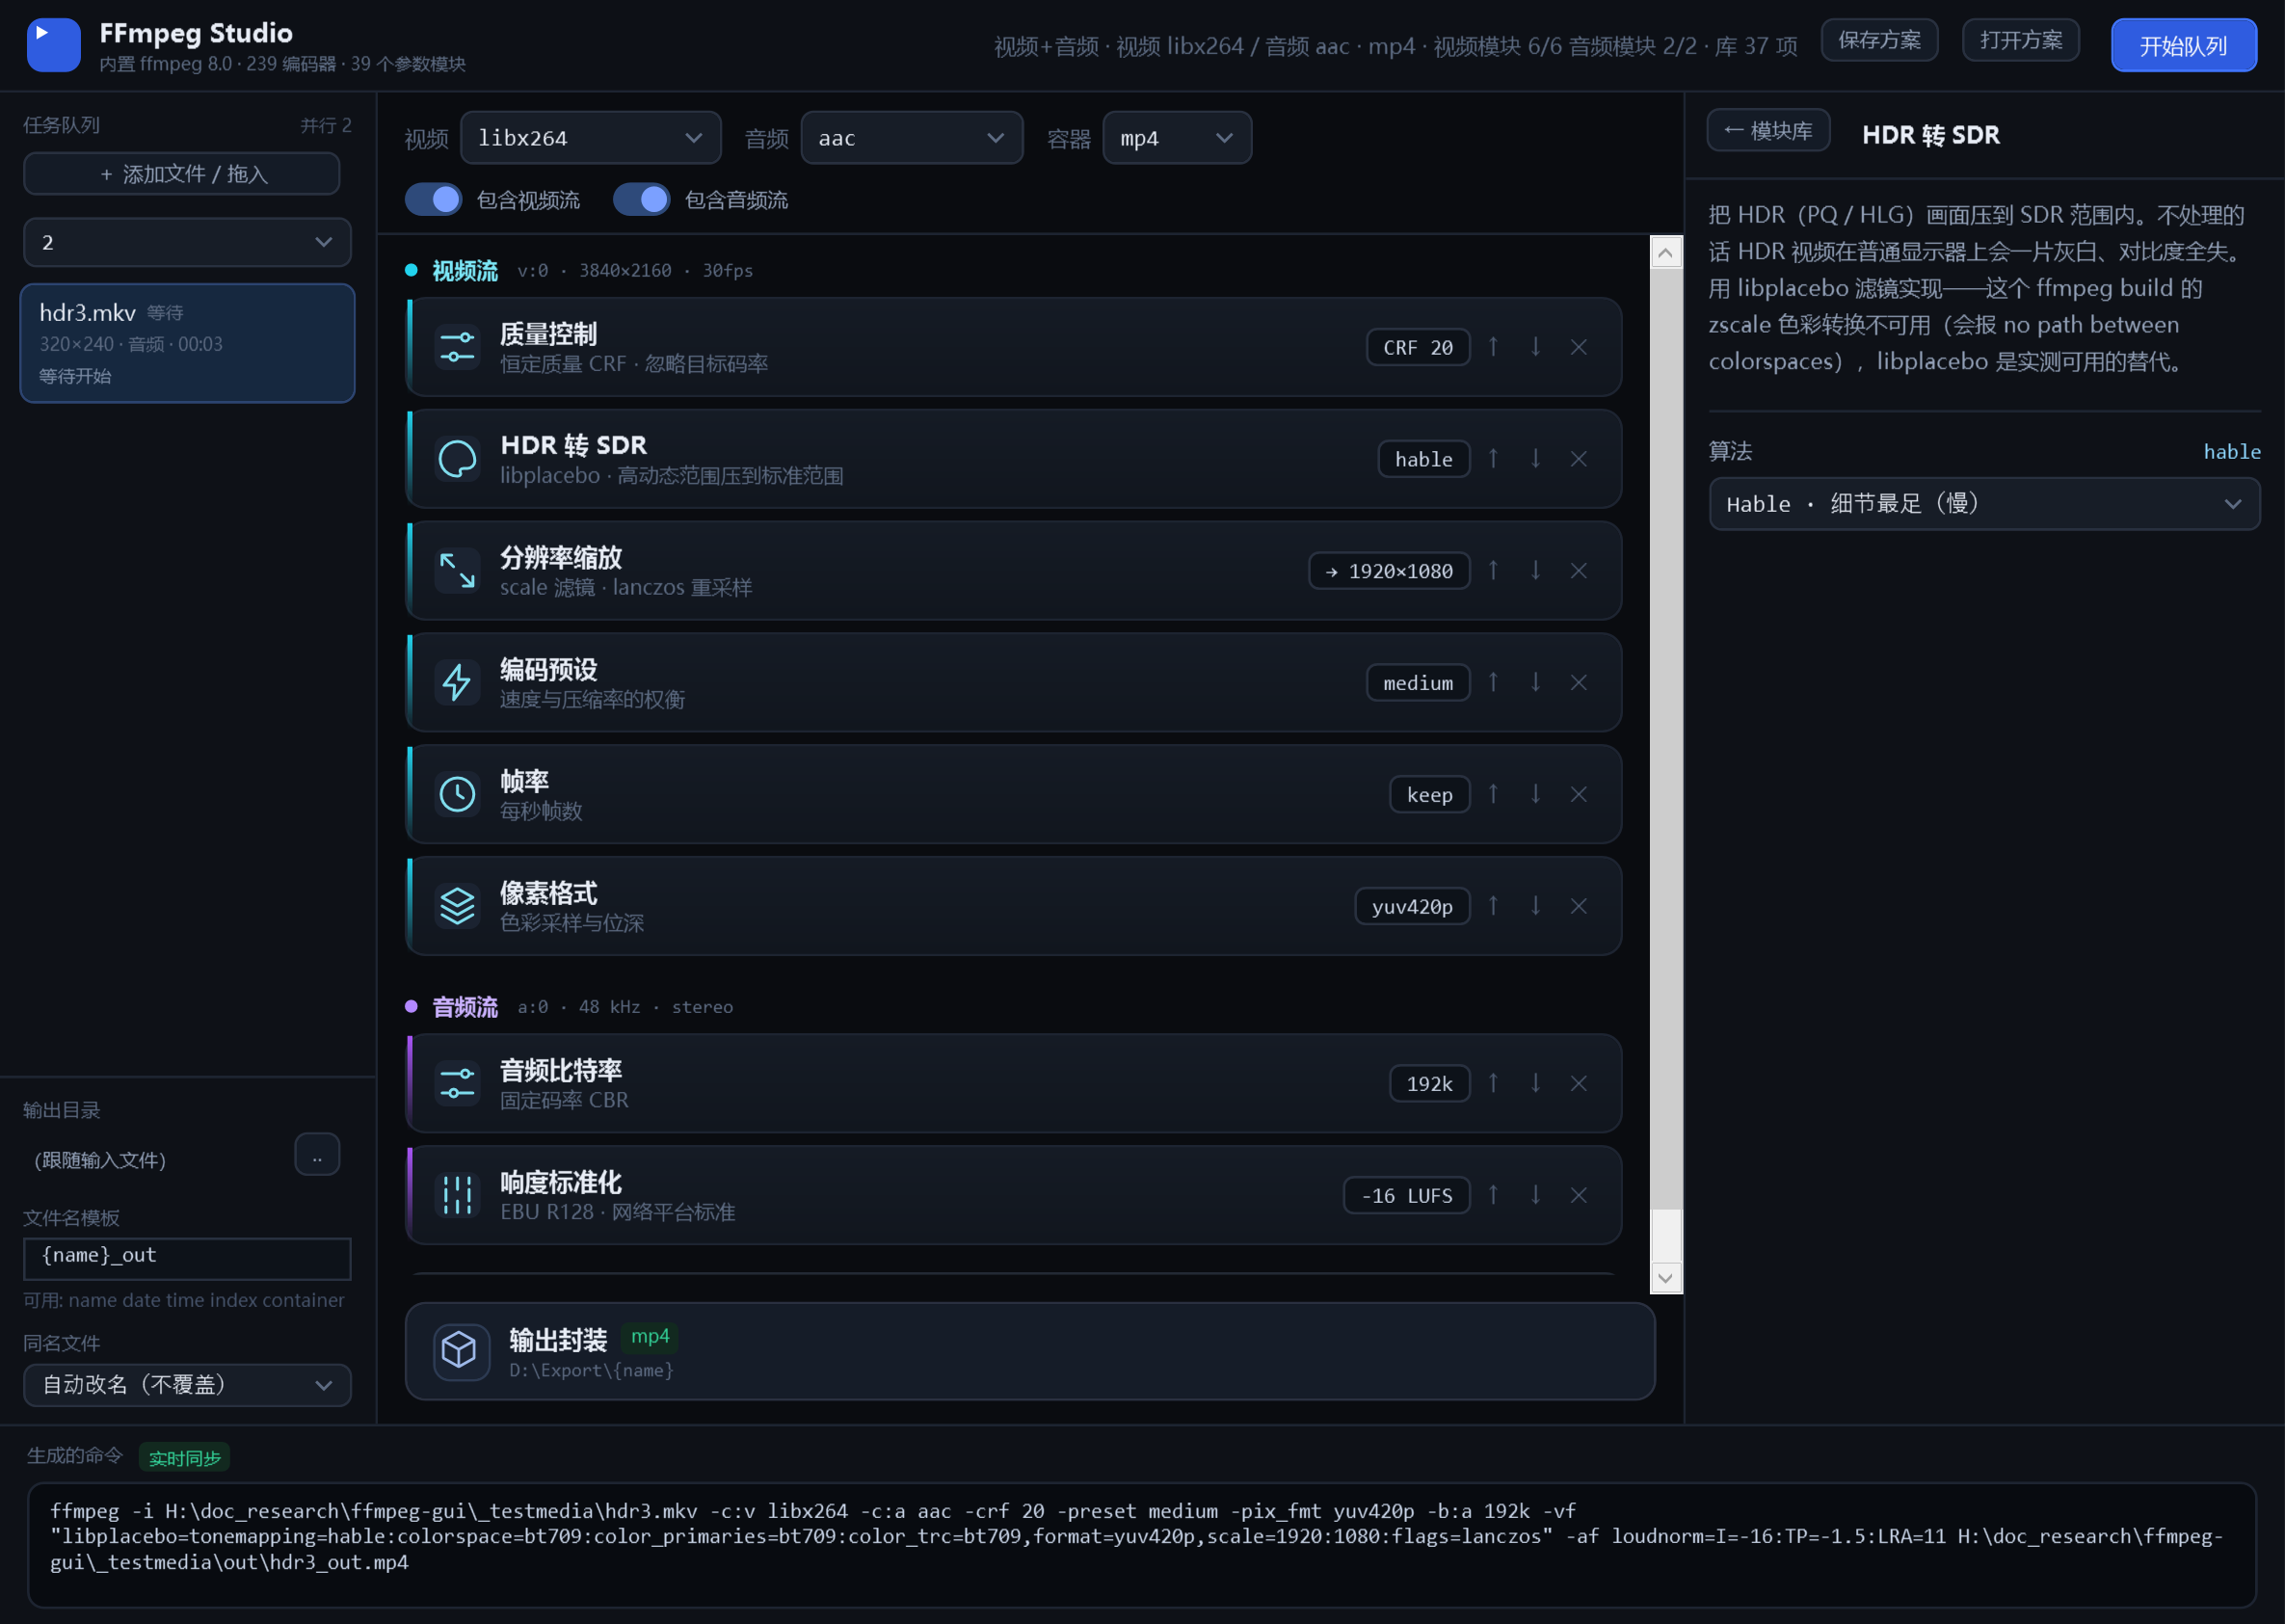 FFmpeg Studio
内置 ffmpeg 8.0 · 239 编码器 · 39 个参数模块
视频+音频 · 视频 libx264 / 音频 aac · mp4 · 视频模块 6/6 音频模块 2/2 · 库 37 项
保存方案
打开方案
开始队列
任务队列
并行 2
+ 添加文件 / 拖入
2
hdr3.mkv 等待
320×240 · 音频 · 00:03
等待开始
输出目录
(跟随输入文件)
..
文件名模板
{name}_out
可用: name date time index container
同名文件
自动改名（不覆盖）
视频 libx264
音频 aac
容器 mp4
包含视频流
包含音频流
视频流 v:0 · 3840×2160 · 30fps
质量控制
恒定质量 CRF · 忽略目标码率
CRF 20 ↑ ↓ ×
HDR 转 SDR
libplacebo · 高动态范围压到标准范围
hable ↑ ↓ ×
分辨率缩放
scale 滤镜 · lanczos 重采样
→ 1920×1080 ↑ ↓ ×
编码预设
速度与压缩率的权衡
medium ↑ ↓ ×
帧率
每秒帧数
keep ↑ ↓ ×
像素格式
色彩采样与位深
yuv420p ↑ ↓ ×
音频流 a:0 · 48 kHz · stereo
音频比特率
固定码率 CBR
192k ↑ ↓ ×
响度标准化
EBU R128 · 网络平台标准
-16 LUFS ↑ ↓ ×
输出封装 mp4
D:\Export\{name}
← 模块库
HDR 转 SDR
把 HDR（PQ / HLG）画面压到 SDR 范围内。不处理的
话 HDR 视频在普通显示器上会一片灰白、对比度全失。
用 libplacebo 滤镜实现——这个 ffmpeg build 的
zscale 色彩转换不可用（会报 no path between
colorspaces），libplacebo 是实测可用的替代。
算法
hable
Hable · 细节最足（慢）
生成的命令 实时同步
ffmpeg -i H:\doc_research\ffmpeg-gui\_testmedia\hdr3.mkv -c:v libx264 -c:a aac -crf 20 -preset medium -pix_fmt yuv420p -b:a 192k -vf
"libplacebo=tonemapping=hable:colorspace=bt709:color_primaries=bt709:color_trc=bt709,format=yuv420p,scale=1920:1080:flags=lanczos" -af loudnorm=I=-16:TP=-1.5:LRA=11 H:\doc_research\ffmpeg-
gui\_testmedia\out\hdr3_out.mp4